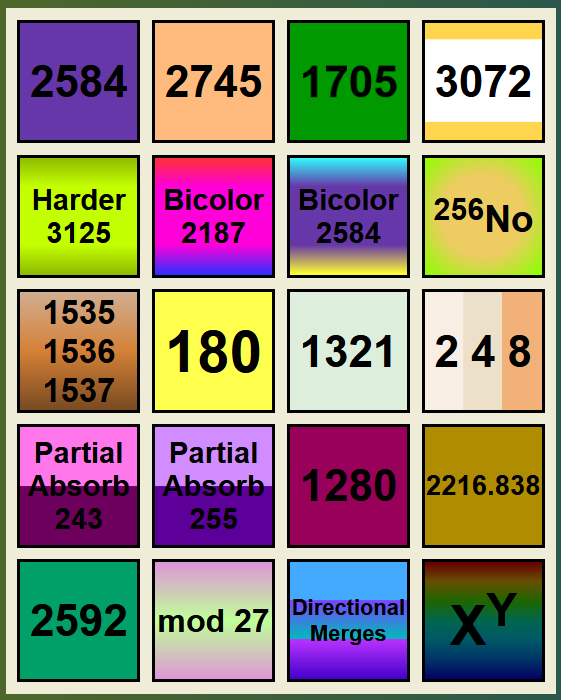 2584
2745
1705
3072
Harder
3125
Bicolor
2187
Bicolor
2584
256No
1535
1536
1537
180
1321
2 4 8
Partial
Absorb
243
Partial
Absorb
255
1280
2216.838
2592
mod 27
Directional
Merges
XY